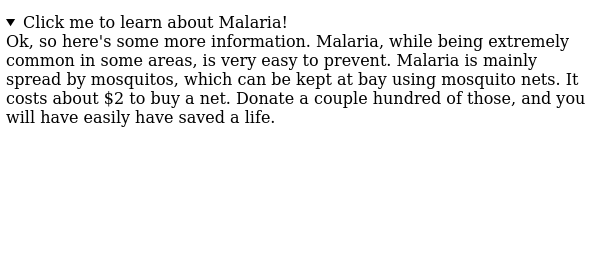 Click me to learn about Malaria!
Ok, so here's some more information. Malaria, while being extremely
common in some areas, is very easy to prevent. Malaria is mainly
spread by mosquitos, which can be kept at bay using mosquito nets. It
costs about $2 to buy a net. Donate a couple hundred of those, and you
will have easily have saved a life.